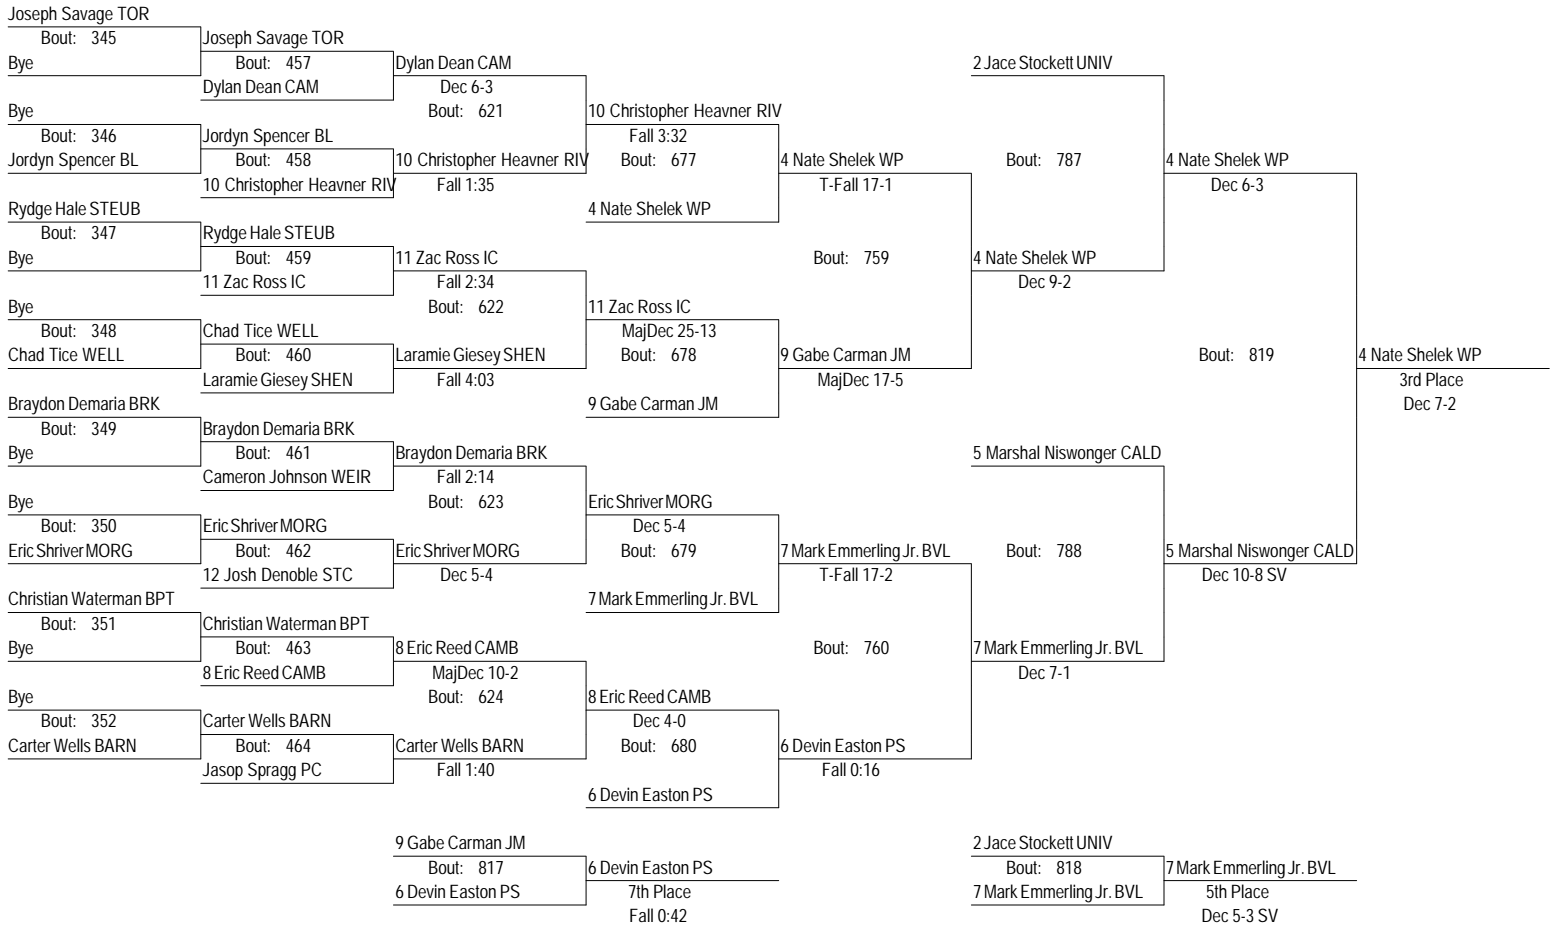 Joseph Savage TOR
Bout: 345
Joseph Savage TOR
Bye
Bout: 457
Dylan Dean CAM
2 Jace Stockett UNIV
Dylan Dean CAM
Dec 6-3
Bye
Bout: 621
10 Christopher Heavner RIV
Bout: 346
Jordyn Spencer BL
Fall 3:32
Jordyn Spencer BL
Bout: 458
10 Christopher Heavner RIV
Bout: 677
4 Nate Shelek WP
Bout: 787
4 Nate Shelek WP
10 Christopher Heavner RIV
Fall 1:35
T-Fall 17-1
Dec 6-3
Rydge Hale STEUB
4 Nate Shelek WP
Bout: 347
Rydge Hale STEUB
Bye
Bout: 459
11 Zac Ross IC
Bout: 759
4 Nate Shelek WP
11 Zac Ross IC
Fall 2:34
Dec 9-2
Bye
Bout: 622
11 Zac Ross IC
Bout: 348
Chad Tice WELL
MajDec 25-13
Chad Tice WELL
Bout: 460
Laramie Giesey SHEN
Bout: 678
9 Gabe Carman JM
Bout: 819
4 Nate Shelek WP
Laramie Giesey SHEN
Fall 4:03
MajDec 17-5
3rd Place
Braydon Demaria BRK
9 Gabe Carman JM
Dec 7-2
Bout: 349
Braydon Demaria BRK
Bye
Bout: 461
Braydon Demaria BRK
5 Marshal Niswonger CALD
Cameron Johnson WEIR
Fall 2:14
Bye
Bout: 623
Eric Shriver MORG
Bout: 350
Eric Shriver MORG
Dec 5-4
Eric Shriver MORG
Bout: 462
Eric Shriver MORG
Bout: 679
7 Mark Emmerling Jr. BVL
Bout: 788
5 Marshal Niswonger CALD
12 Josh Denoble STC
Dec 5-4
T-Fall 17-2
Dec 10-8 SV
Christian Waterman BPT
7 Mark Emmerling Jr. BVL
Bout: 351
Christian Waterman BPT
Bye
Bout: 463
8 Eric Reed CAMB
Bout: 760
7 Mark Emmerling Jr. BVL
8 Eric Reed CAMB
MajDec 10-2
Dec 7-1
Bye
Bout: 624
8 Eric Reed CAMB
Bout: 352
Carter Wells BARN
Dec 4-0
Carter Wells BARN
Bout: 464
Carter Wells BARN
Bout: 680
6 Devin Easton PS
Jasop Spragg PC
Fall 1:40
Fall 0:16
6 Devin Easton PS
9 Gabe Carman JM
2 Jace Stockett UNIV
Bout: 817
6 Devin Easton PS
Bout: 818
7 Mark Emmerling Jr. BVL
6 Devin Easton PS
7th Place
7 Mark Emmerling Jr. BVL
5th Place
Fall 0:42
Dec 5-3 SV